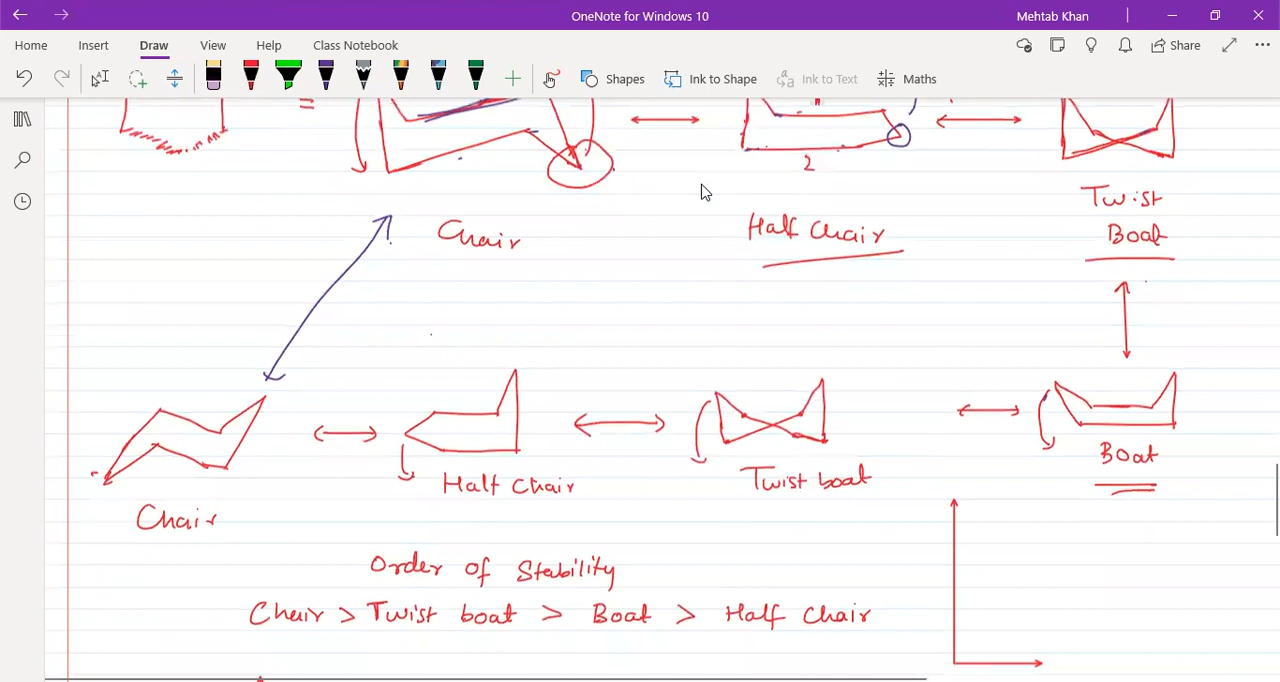 OneNote for Windows 10
Mehtab Khan
Home Insert Draw View Help Class Notebook
Share
Shapes Ink to Shape Ink to Text Maths
=
2
Chair
Half Chair
Twist
Boat
Chair
Half Chair
Twist boat
Boat
Order of Stability
Chair > Twist boat > Boat > Half Chair